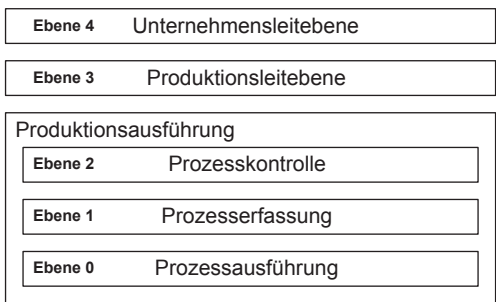 Ebene 4 Unternehmensleitebene
Ebene 3 Produktionsleitebene
Produktionsausführung
Ebene 2 Prozesskontrolle
Ebene 1 Prozesserfassung
Ebene 0 Prozessausführung